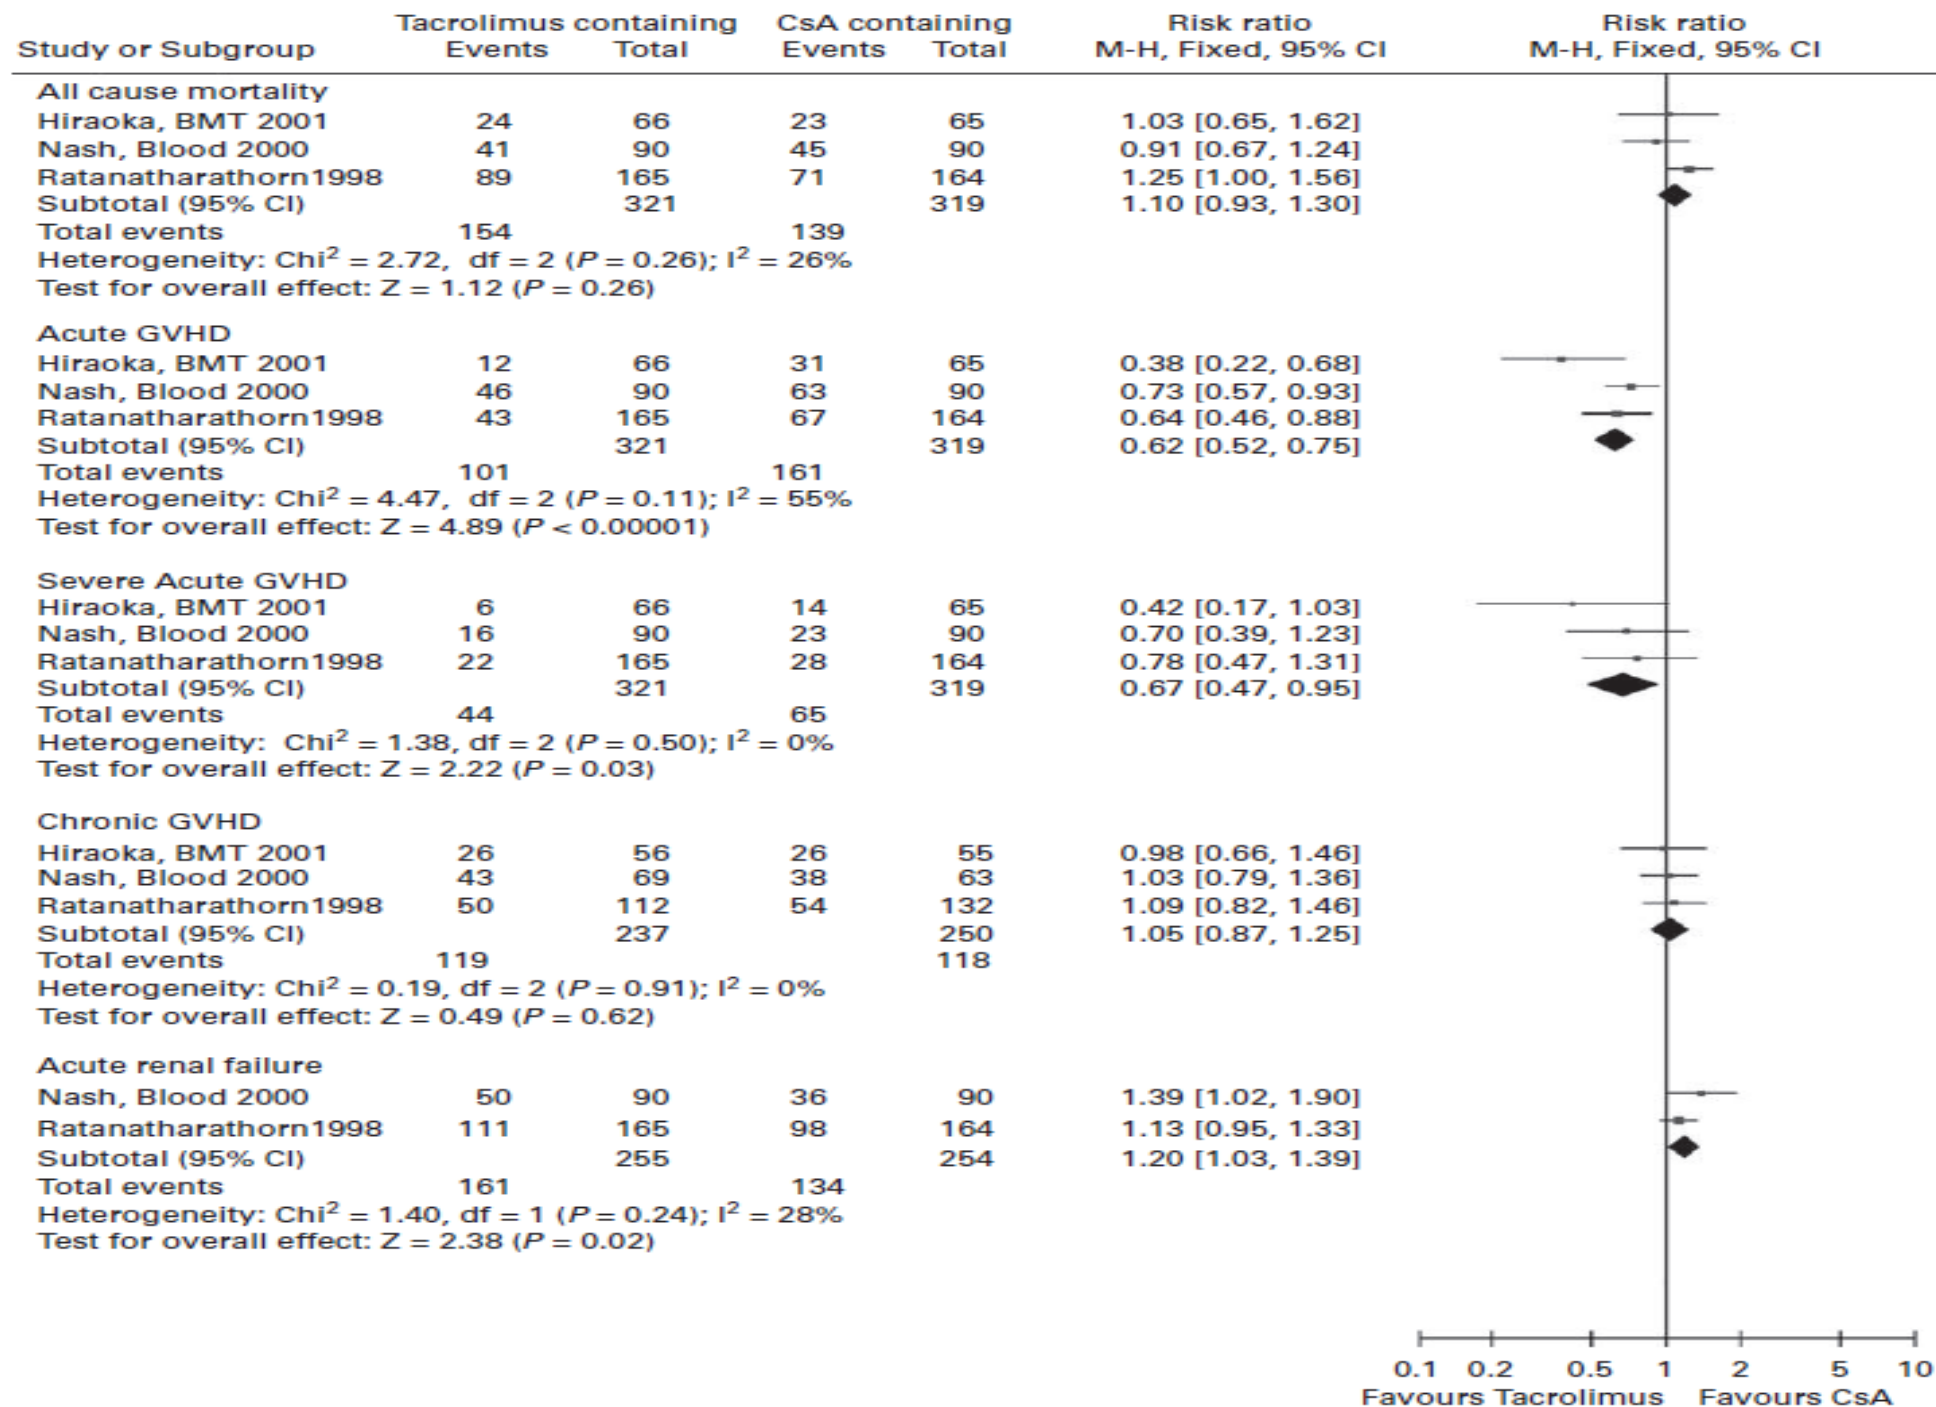 Tacrolimus containing CsA containing Risk ratio Risk ratio
Study or Subgroup Events Total Events Total M-H, Fixed, 95% CI M-H, Fixed, 95% CI
All cause mortality
Hiraoka, BMT 2001 24 66 23 65 1.03 [0.65, 1.62]
Nash, Blood 2000 41 90 45 90 0.91 [0.67, 1.24]
Ratanatharathorn1998 89 165 71 164 1.25 [1.00, 1.56]
Subtotal (95% CI) 321 319 1.10 [0.93, 1.30]
Total events 154 139
Heterogeneity: Chi² = 2.72, df = 2 (P = 0.26); I² = 26%
Test for overall effect: Z = 1.12 (P = 0.26)
Acute GVHD
Hiraoka, BMT 2001 12 66 31 65 0.38 [0.22, 0.68]
Nash, Blood 2000 46 90 63 90 0.73 [0.57, 0.93]
Ratanatharathorn1998 43 165 67 164 0.64 [0.46, 0.88]
Subtotal (95% CI) 321 319 0.62 [0.52, 0.75]
Total events 101 161
Heterogeneity: Chi² = 4.47, df = 2 (P = 0.11); I² = 55%
Test for overall effect: Z = 4.89 (P < 0.00001)
Severe Acute GVHD
Hiraoka, BMT 2001 6 66 14 65 0.42 [0.17, 1.03]
Nash, Blood 2000 16 90 23 90 0.70 [0.39, 1.23]
Ratanatharathorn1998 22 165 28 164 0.78 [0.47, 1.31]
Subtotal (95% CI) 321 319 0.67 [0.47, 0.95]
Total events 44 65
Heterogeneity: Chi² = 1.38, df = 2 (P = 0.50); I² = 0%
Test for overall effect: Z = 2.22 (P = 0.03)
Chronic GVHD
Hiraoka, BMT 2001 26 56 26 55 0.98 [0.66, 1.46]
Nash, Blood 2000 43 69 38 63 1.03 [0.79, 1.36]
Ratanatharathorn1998 50 112 54 132 1.09 [0.82, 1.46]
Subtotal (95% CI) 237 250 1.05 [0.87, 1.25]
Total events 119 118
Heterogeneity: Chi² = 0.19, df = 2 (P = 0.91); I² = 0%
Test for overall effect: Z = 0.49 (P = 0.62)
Acute renal failure
Nash, Blood 2000 50 90 36 90 1.39 [1.02, 1.90]
Ratanatharathorn1998 111 165 98 164 1.13 [0.95, 1.33]
Subtotal (95% CI) 255 254 1.20 [1.03, 1.39]
Total events 161 134
Heterogeneity: Chi² = 1.40, df = 1 (P = 0.24); I² = 28%
Test for overall effect: Z = 2.38 (P = 0.02)
0.1 0.2 0.5 1 2 5 10
Favours Tacrolimus Favours CsA